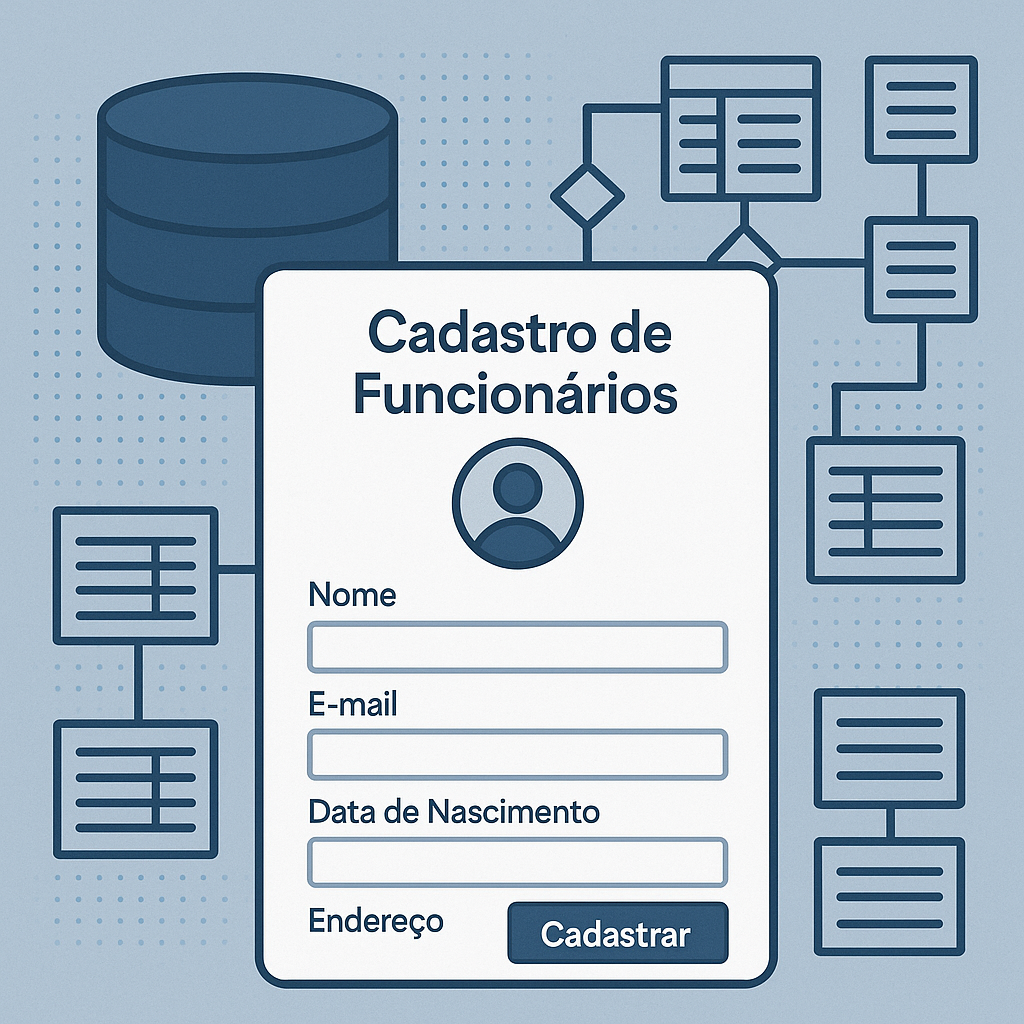 Cadastro de
Funcionários
Nome
E-mail
Data de Nascimento
Endereço
Cadastrar